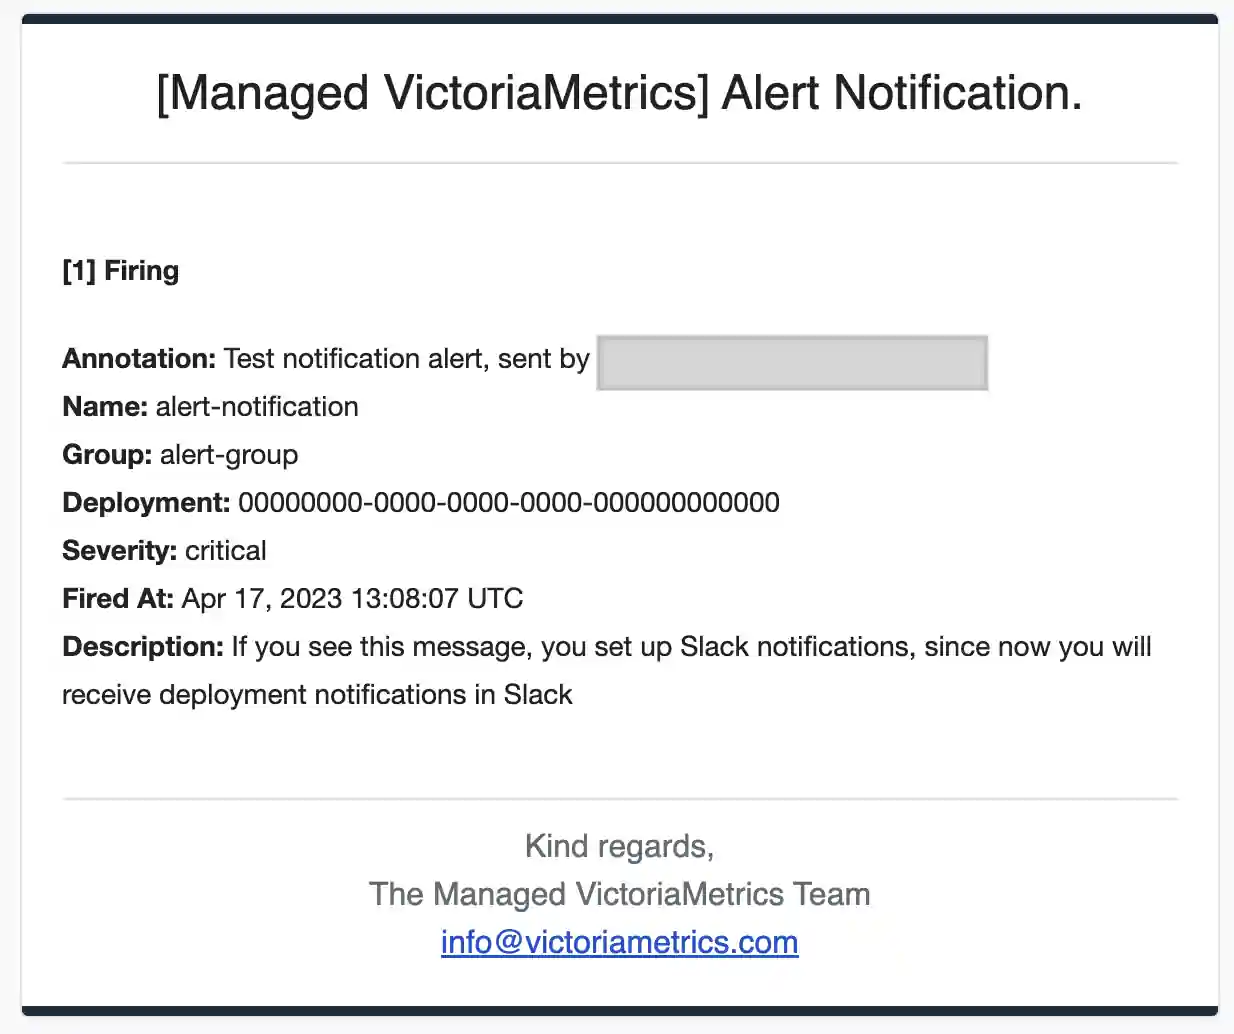 [Managed VictoriaMetrics] Alert Notification.
[1] Firing
Annotation: Test notification alert, sent by
Name: alert-notification
Group: alert-group
Deployment: 00000000-0000-0000-0000-000000000000
Severity: critical
Fired At: Apr 17, 2023 13:08:07 UTC
Description: If you see this message, you set up Slack notifications, since now you will
receive deployment notifications in Slack
Kind regards,
The Managed VictoriaMetrics Team
info@victoriametrics.com